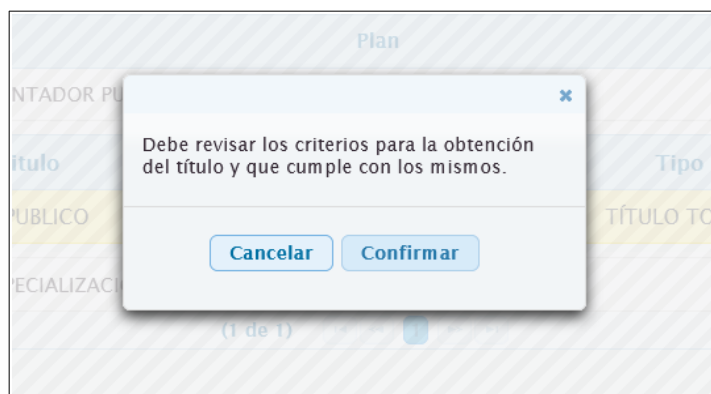 Plan
NTADOR PU
Debe revisar los criterios para la obtención
del título y que cumple con los mismos.
itulo
Tipo
PUBLICO
TÍTULO TO
Cancelar
Confirmar
PECIALIZACI
(1 de 1)
1